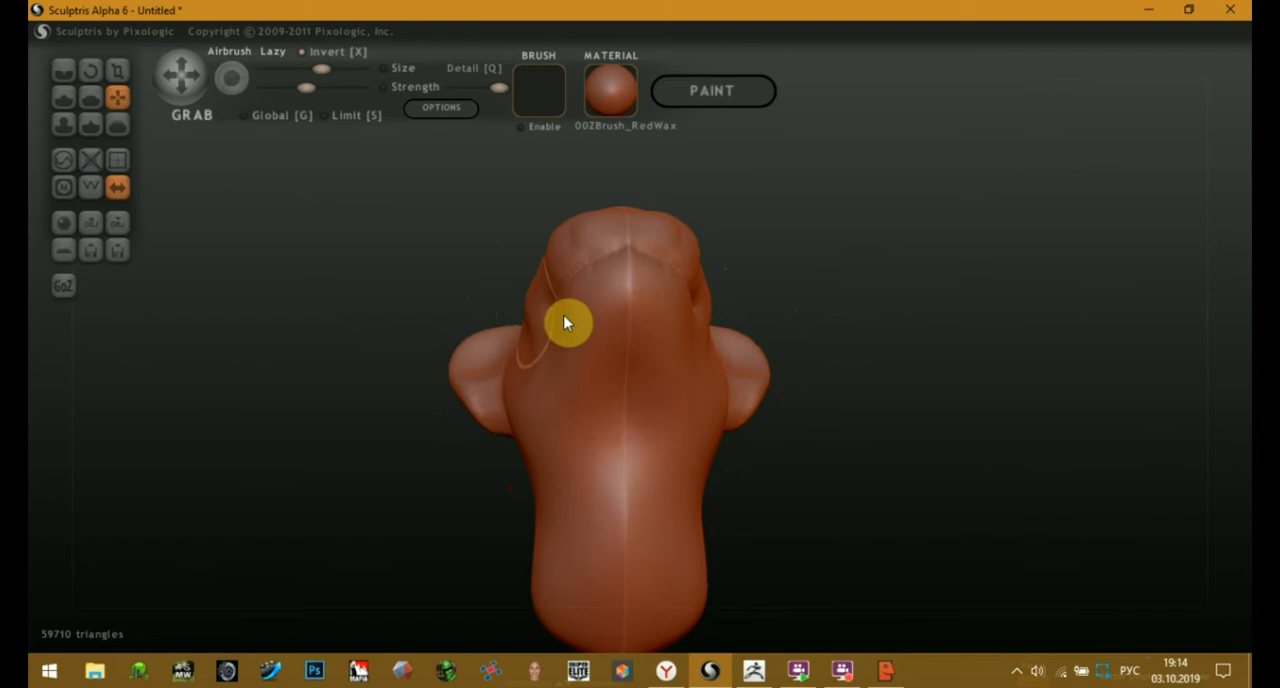 Sculptris Alpha 6 - Untitled *
Sculptris by Pixologic Copyright © 2009-2011 Pixologic, Inc.
Airbrush Lazy Invert [X]
Size Detail [Q]
Strength
OPTIONS
GRAB
Global [G] Limit [S]
BRUSH
Enable
MATERIAL
00ZBrush_RedWax
PAINT
GoZ
59710 triangles
РУС
19:14
03.10.2019